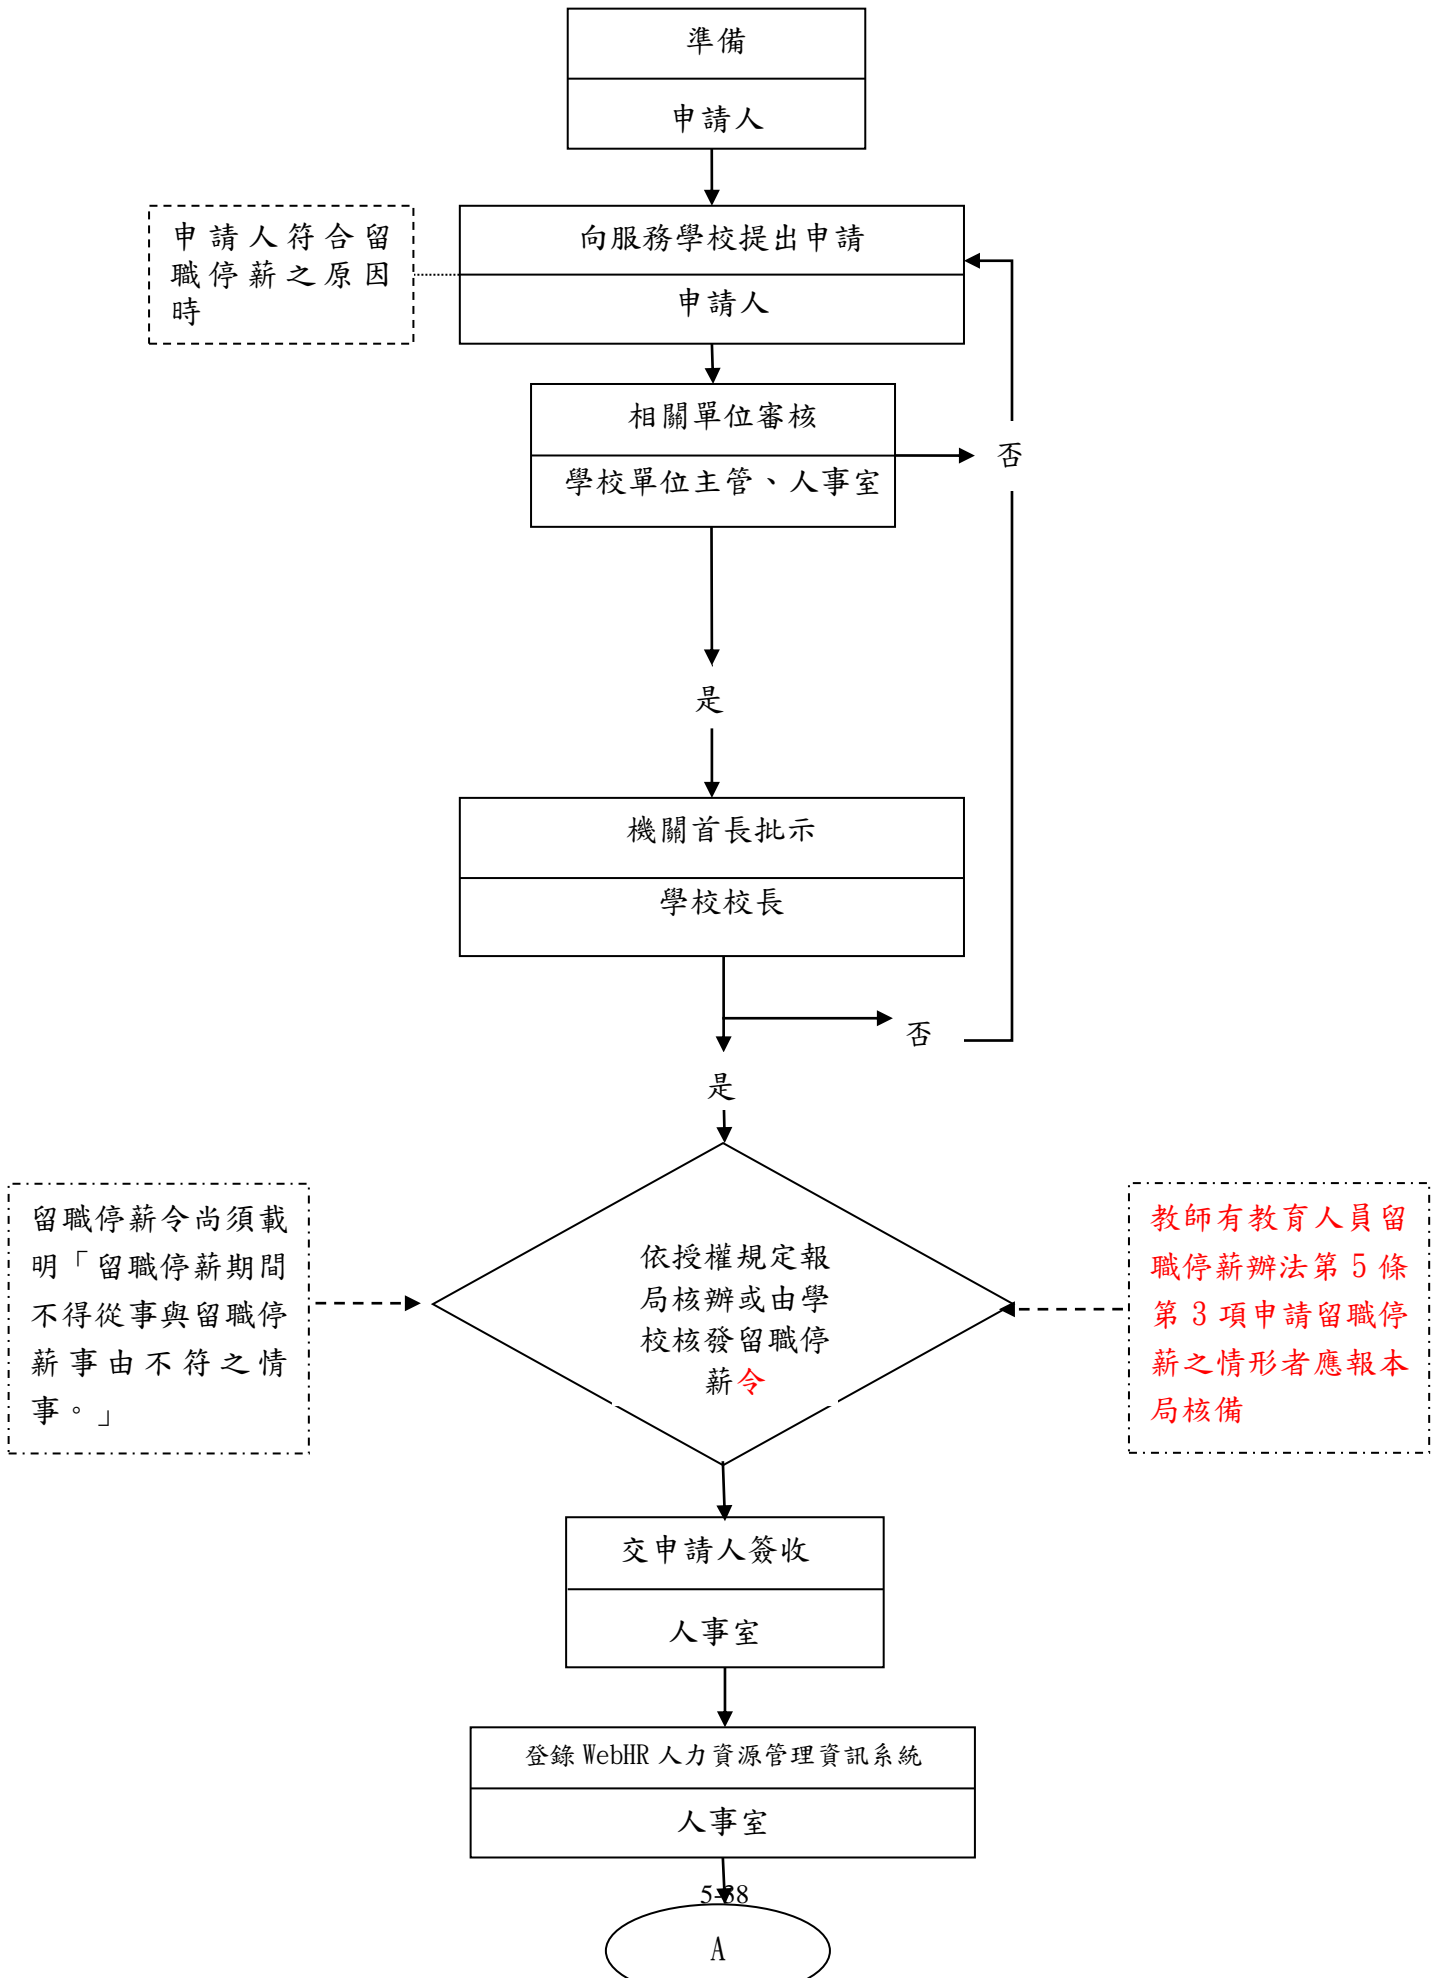 準備
申請人
申請人符合留
職停薪之原因
時
向服務學校提出申請
申請人
相關單位審核
學校單位主管、人事室
否
是
機關首長批示
學校校長
否
是
留職停薪令尚須載
明「留職停薪期間
不得從事與留職停
薪事由不符之情
事。」
依授權規定報
局核辦或由學
校核發留職停
薪令
教師有教育人員留
職停薪辦法第 5 條
第 3 項申請留職停
薪之情形者應報本
局核備
交申請人簽收
人事室
登錄 WebHR 人力資源管理資訊系統
人事室
5-38
A